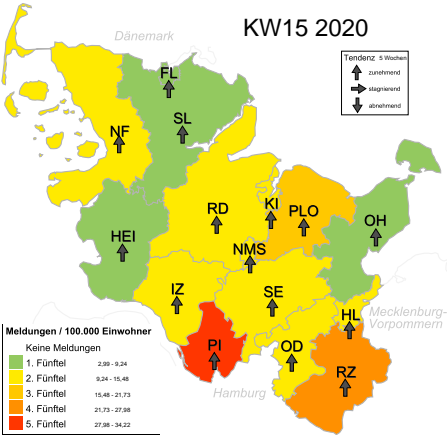 KW15 2020
Dänemark
Tendenz 5 Wochen
zunehmend
stagnierend
abnehmend
FL
SL
NF
RD
KI
PLO
OH
HEI
NMS
IZ
SE
HL
Mecklenburg-
Vorpommern
PI
OD
RZ
Hamburg
Meldungen / 100.000 Einwohner
Keine Meldungen
1. Fünftel 2,99 - 9,24
2. Fünftel 9,24 - 15,48
3. Fünftel 15,48 - 21,73
4. Fünftel 21,73 - 27,98
5. Fünftel 27,98 - 34,22